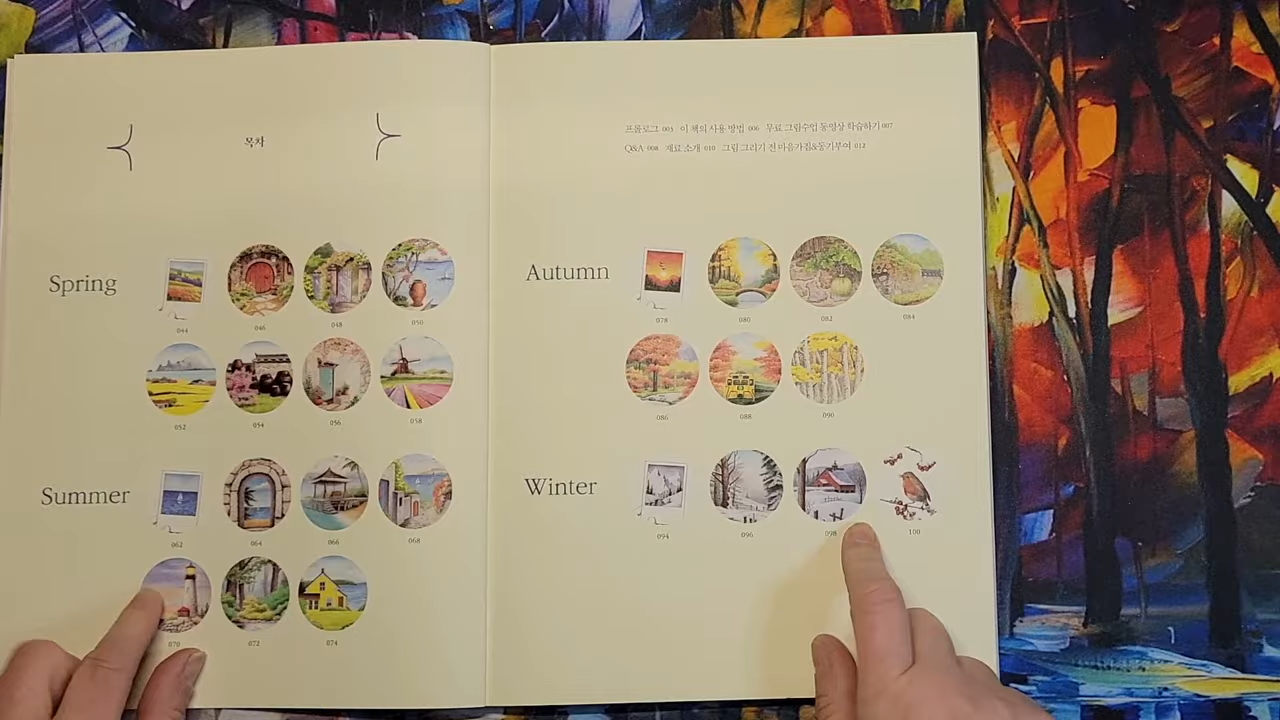 목차
프롤로그 003 이 책의 사용 방법 006 무료 그림수업 동영상 학습하기 007
Q&A 008 재료 소개 010 그림 그리기 전 마음가짐&동기부여 012
Spring
044 046 048 050
052 054 056 058
Summer
062 064 066 068
070 072 074
Autumn
078 080 082 084
086 088 090
Winter
094 096 098 100